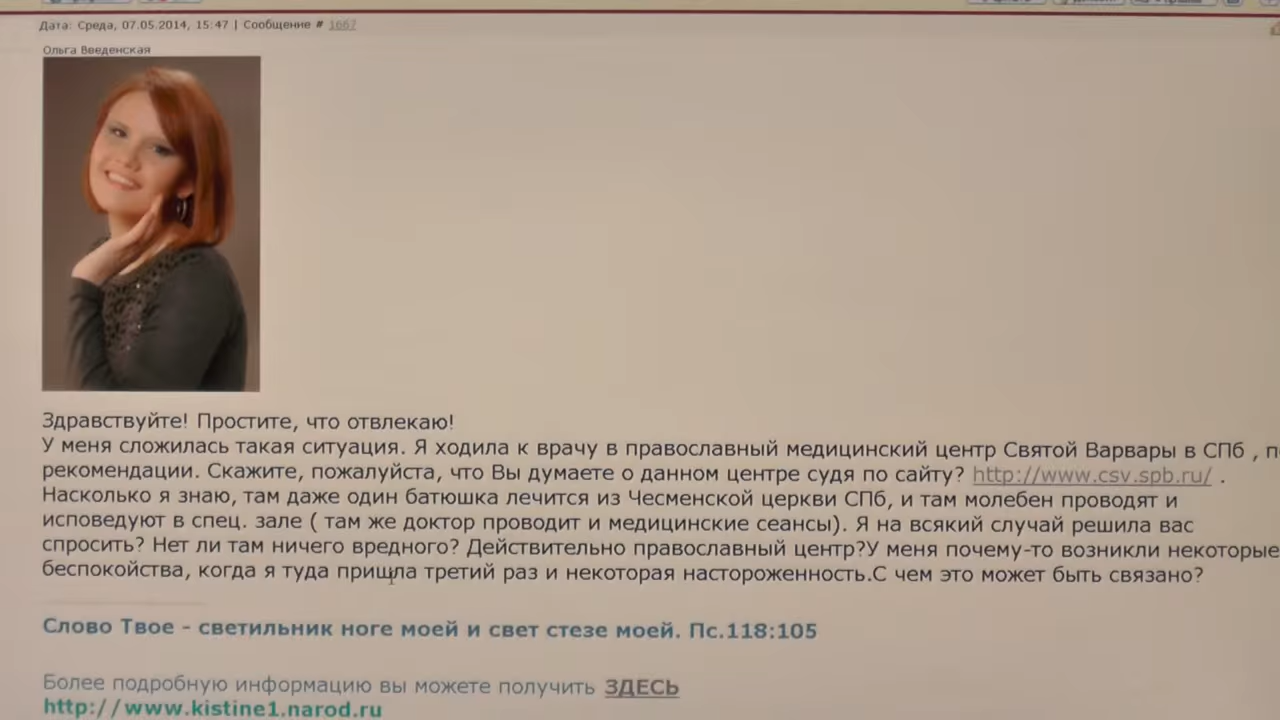 Дата: Среда, 07.05.2014, 15:47 | Сообщение # 1667
Ольга Введенская
Здравствуйте! Простите, что отвлекаю!
У меня сложилась такая ситуация. Я ходила к врачу в православный медицинский центр Святой Варвары в СПб ,
рекомендации. Скажите, пожалуйста, что Вы думаете о данном центре судя по сайту? http://www.csv.spb.ru/ .
Насколько я знаю, там даже один батюшка лечится из Чесменской церкви СПб, и там молебен проводят и
исповедуют в спец. зале ( там же доктор проводит и медицинские сеансы). Я на всякий случай решила вас
спросить? Нет ли там ничего вредного? Действительно православный центр?У меня почему-то возникли некоторые
беспокойства, когда я туда пришла третий раз и некоторая настороженность.С чем это может быть связано?
Слово Твое - светильник ноге моей и свет стезе моей. Пс.118:105
Более подробную информацию вы можете получить ЗДЕСЬ
http://www.kistine1.narod.ru